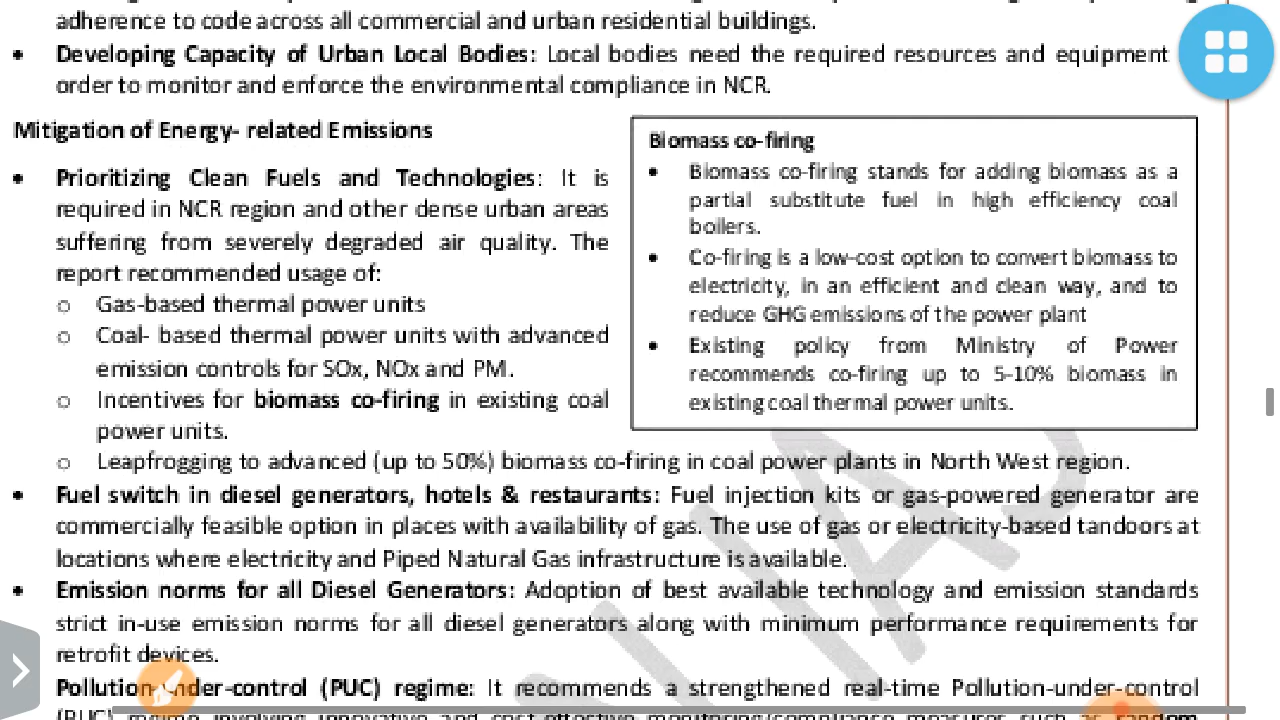 adherence to code across all commercial and urban residential buildings.
• Developing Capacity of Urban Local Bodies: Local bodies need the required resources and equipment
order to monitor and enforce the environmental compliance in NCR.
Mitigation of Energy- related Emissions
• Prioritizing Clean Fuels and Technologies: It is
required in NCR region and other dense urban areas
suffering from severely degraded air quality. The
report recommended usage of:
o Gas-based thermal power units
o Coal- based thermal power units with advanced
emission controls for SOx, NOx and PM.
o Incentives for biomass co-firing in existing coal
power units.
Biomass co-firing
• Biomass co-firing stands for adding biomass as a
partial substitute fuel in high efficiency coal
boilers.
• Co-firing is a low-cost option to convert biomass to
electricity, in an efficient and clean way, and to
reduce GHG emissions of the power plant
• Existing policy from Ministry of Power
recommends co-firing up to 5-10% biomass in
existing coal thermal power units.
o Leapfrogging to advanced (up to 50%) biomass co-firing in coal power plants in North West region.
• Fuel switch in diesel generators, hotels & restaurants: Fuel injection kits or gas-powered generator are
commercially feasible option in places with availability of gas. The use of gas or electricity-based tandoors at
locations where electricity and Piped Natural Gas infrastructure is available.
• Emission norms for all Diesel Generators: Adoption of best available technology and emission standards
strict in-use emission norms for all diesel generators along with minimum performance requirements for
retrofit devices.
Pollution-under-control (PUC) regime: It recommends a strengthened real-time Pollution-under-control